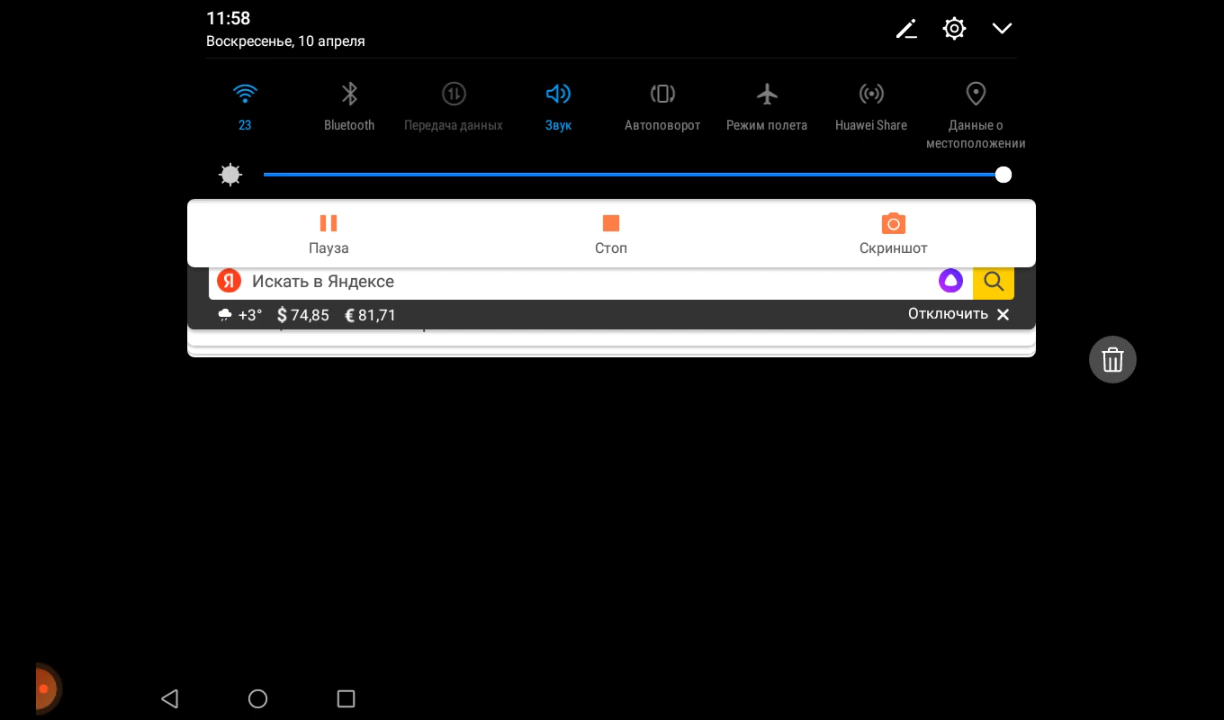 11:58
Воскресенье, 10 апреля
23
Bluetooth
Передача данных
Звук
Автоповорот
Режим полета
Huawei Share
Данные о
местоположении
Пауза
Стоп
Скриншот
Я Искать в Яндексе
+3° $ 74,85 € 81,71
Отключить